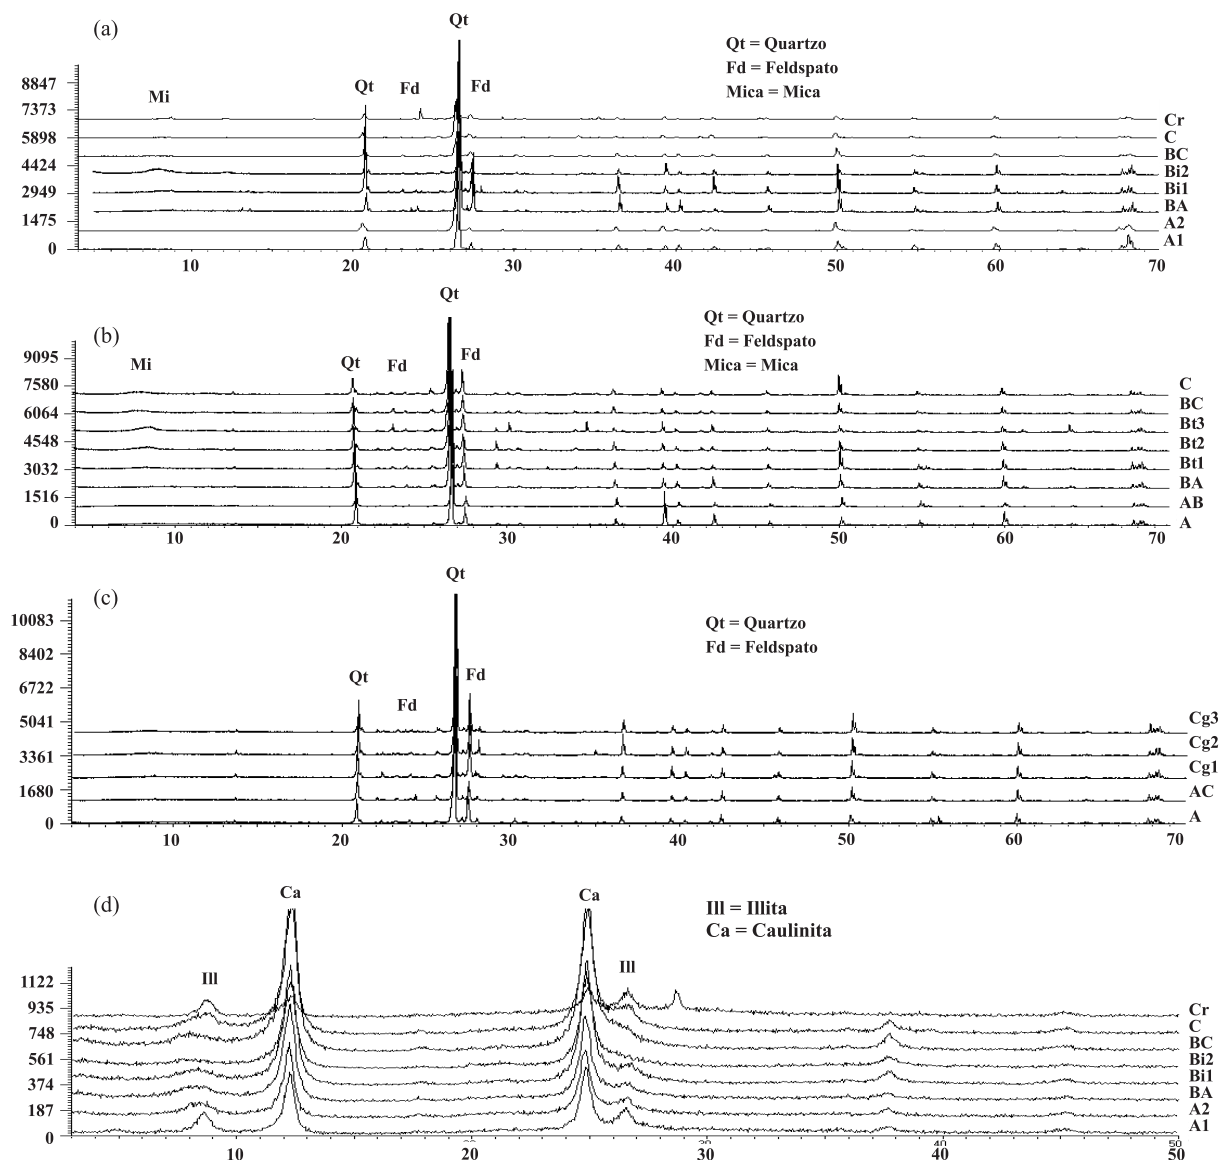 (a)
Qt
Qt = Quartzo
Fd = Feldspato
Mica = Mica
Mi
Qt
Fd
Fd
8847
7373
5898
4424
2949
1475
0
Cr
C
BC
Bi2
Bi1
BA
A2
A1
10 20 30 40 50 60 70
(b)
Qt
Qt = Quartzo
Fd = Feldspato
Mica = Mica
Mi
Qt
Fd
Fd
9095
7580
6064
4548
3032
1516
0
C
BC
Bt3
Bt2
Bt1
BA
AB
A
10 20 30 40 50 60 70
(c)
Qt
Qt = Quartzo
Fd = Feldspato
Qt
Fd
Fd
10083
8402
6722
5041
3361
1680
0
Cg3
Cg2
Cg1
AC
A
10 20 30 40 50 60 70
(d)
Ca
Ca
Ill = Illita
Ca = Caulinita
Ill
Ill
1122
935
748
561
374
187
0
Cr
C
BC
Bi2
Bi1
BA
A2
A1
10 20 30 40 50